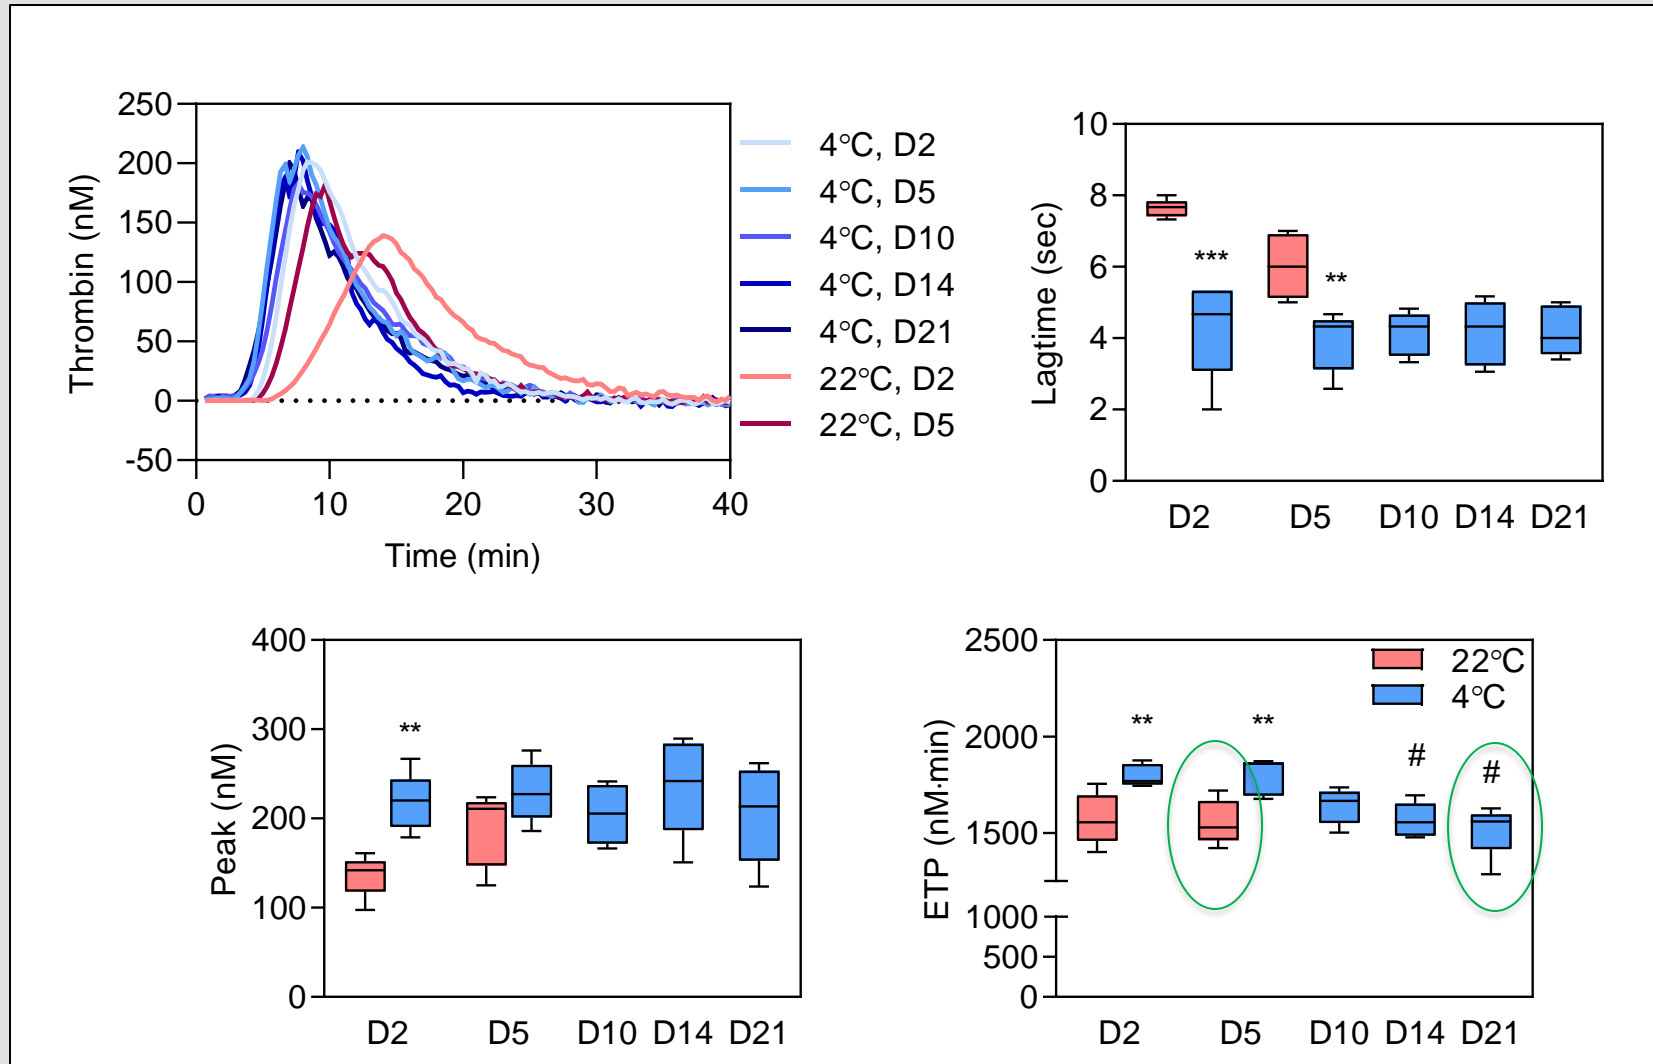 250
200
150
100
50
0
-50
Thrombin (nM)
0 10 20 30 40
Time (min)
4°C, D2
4°C, D5
4°C, D10
4°C, D14
4°C, D21
22°C, D2
22°C, D5
10
8
6
4
2
0
Lagtime (sec)
***
**
D2 D5 D10 D14 D21
400
300
200
100
0
Peak (nM)
**
D2 D5 D10 D14 D21
2500
2000
1500
1000
500
0
ETP (nM·min)
22°C
4°C
** **
#
#
D2 D5 D10 D14 D21